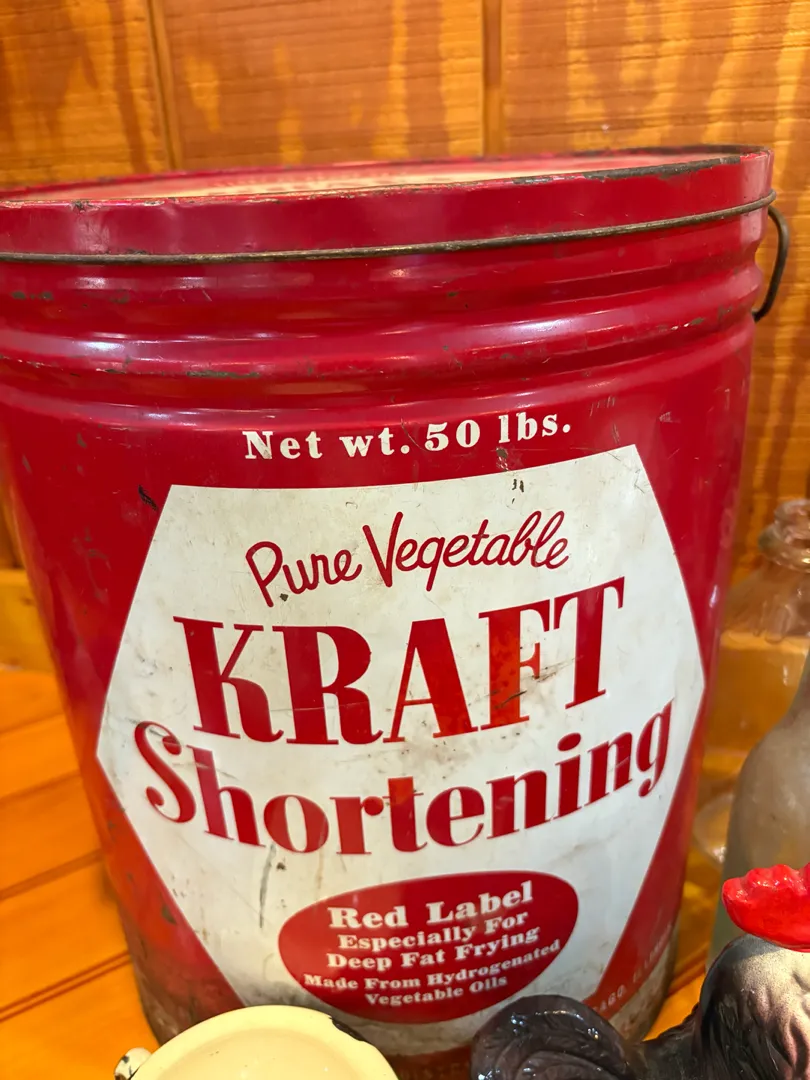 Net wt. 50 lbs.
Pure Vegetable
KRAFT
Shortening
Red Label
Especially For
Deep Fat Frying
Made From Hydrogenated
Vegetable Oils